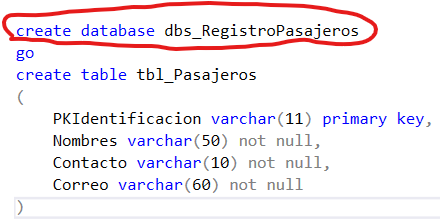 create database dbs_RegistroPasajeros
go
create table tbl_Pasajeros
(
PKIdentificacion varchar(11) primary key,
Nombres varchar(50) not null,
Contacto varchar(10) not null,
Correo varchar(60) not null
)